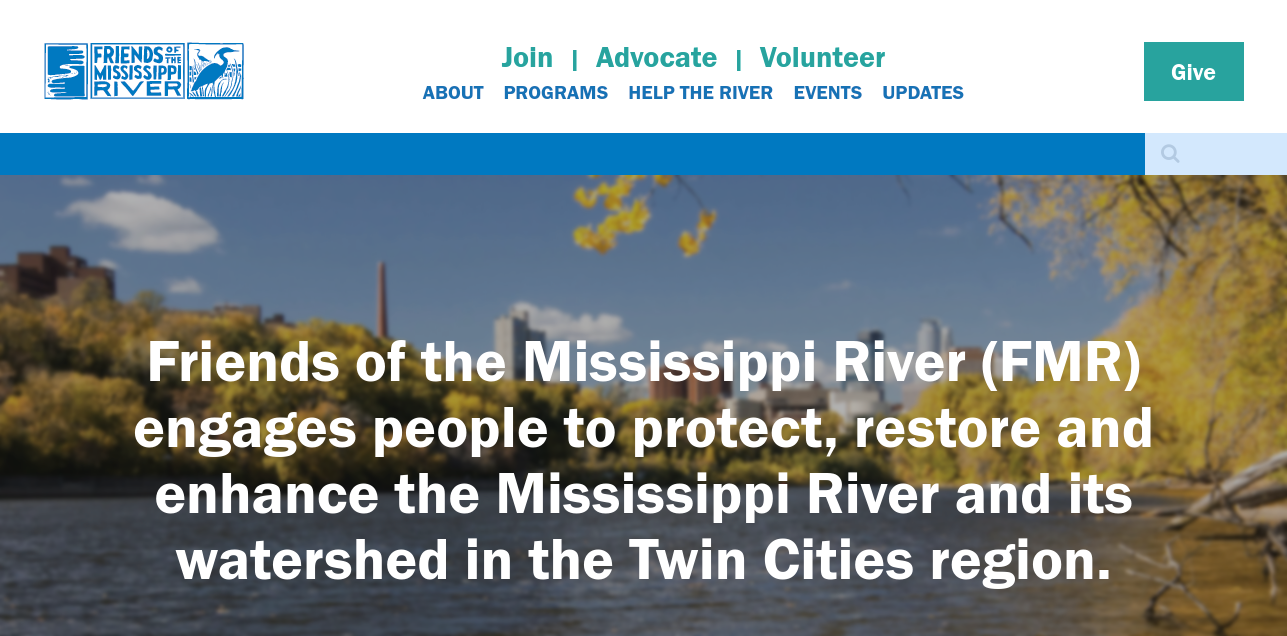 FRIENDS OF THE
MISSISSIPPI
RIVER
Join | Advocate | Volunteer
ABOUT PROGRAMS HELP THE RIVER EVENTS UPDATES
Give
Friends of the Mississippi River (FMR)
engages people to protect, restore and
enhance the Mississippi River and its
watershed in the Twin Cities region.